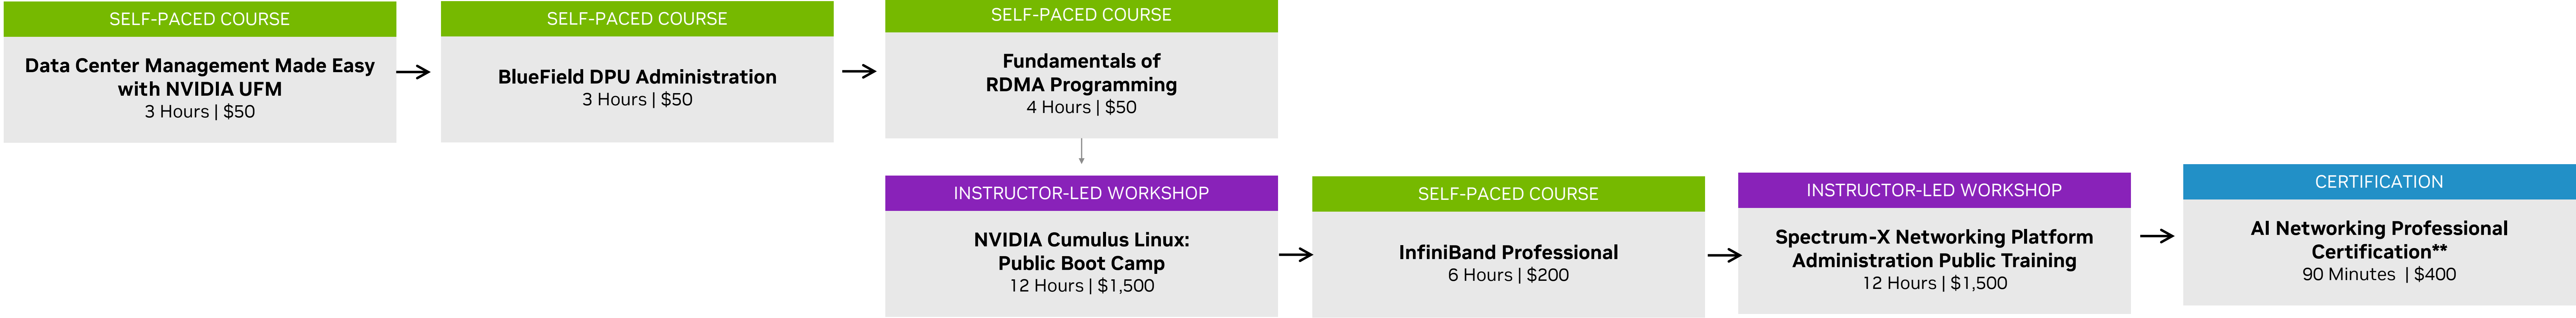 SELF-PACED COURSE
Data Center Management Made Easy
with NVIDIA UFM
3 Hours | $50
SELF-PACED COURSE
BlueField DPU Administration
3 Hours | $50
SELF-PACED COURSE
Fundamentals of
RDMA Programming
4 Hours | $50
INSTRUCTOR-LED WORKSHOP
NVIDIA Cumulus Linux:
Public Boot Camp
12 Hours | $1,500
SELF-PACED COURSE
InfiniBand Professional
6 Hours | $200
INSTRUCTOR-LED WORKSHOP
Spectrum-X Networking Platform
Administration Public Training
12 Hours | $1,500
CERTIFICATION
AI Networking Professional
Certification**
90 Minutes | $400